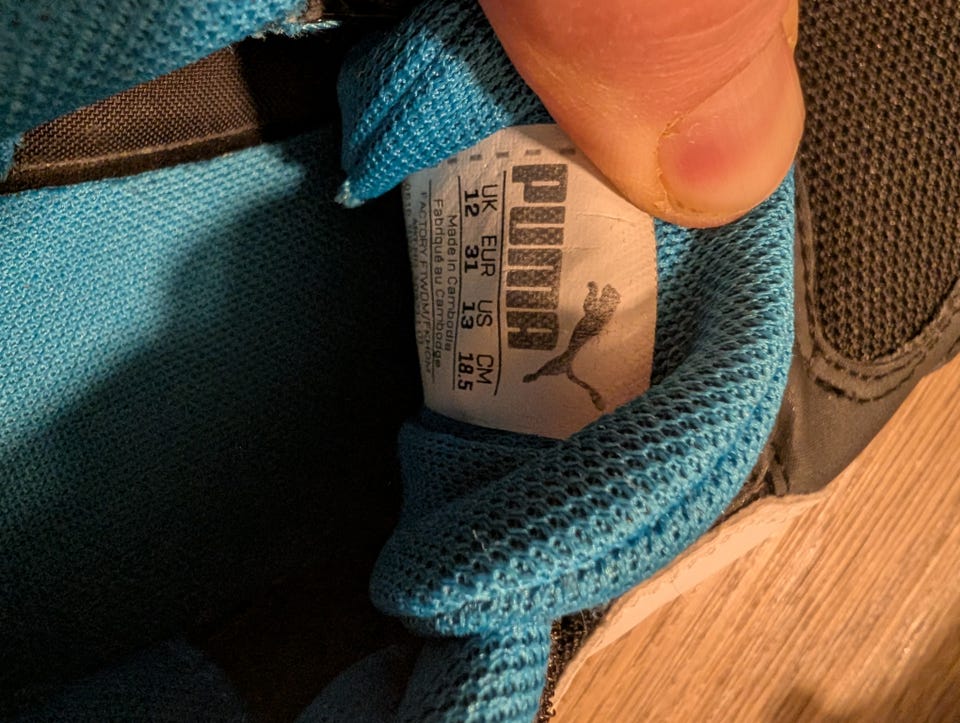 PUMA
UK EUR US CM
12 31 13 18.5
Made in Cambodia
Fabriqué au Cambodge